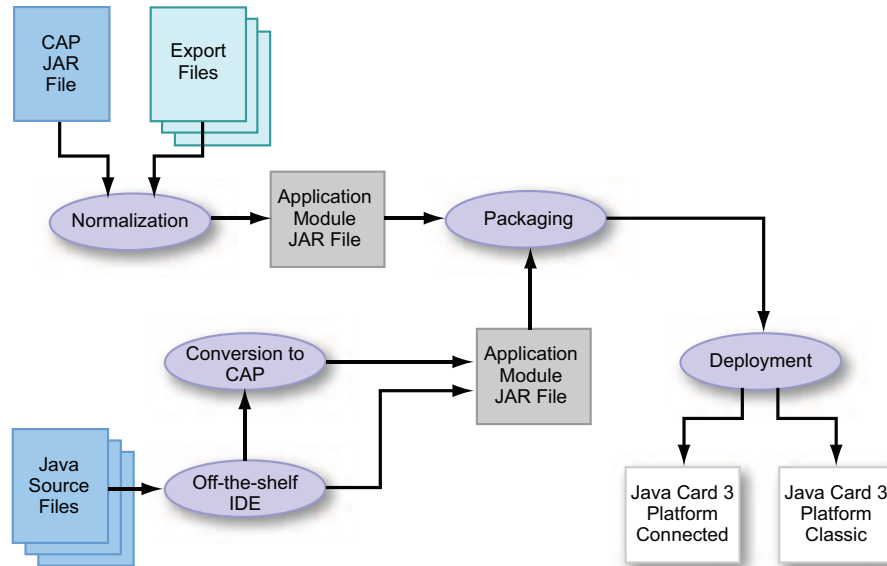 CAP
JAR
File
Export
Files
Normalization
Application
Module
JAR File
Packaging
Conversion to
CAP
Application
Module
JAR File
Deployment
Java
Source
Files
Off-the-shelf
IDE
Java Card 3
Platform
Connected
Java Card 3
Platform
Classic